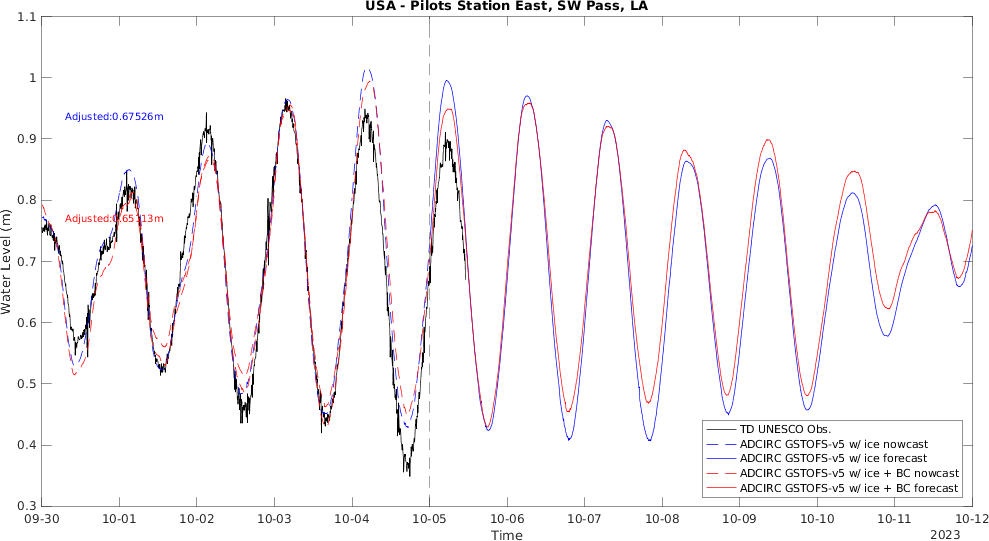 USA - Pilots Station East, SW Pass, LA
1.1
1
0.9
0.8
0.7
0.6
0.5
0.4
0.3
Water Level (m)
Adjusted:0.67526m
Adjusted:0.65113m
TD UNESCO Obs.
ADCIRC GSTOFS-v5 w/ ice nowcast
ADCIRC GSTOFS-v5 w/ ice forecast
ADCIRC GSTOFS-v5 w/ ice + BC nowcast
ADCIRC GSTOFS-v5 w/ ice + BC forecast
09-30 10-01 10-02 10-03 10-04 10-05 10-06 10-07 10-08 10-09 10-10 10-11 10-12
Time
2023